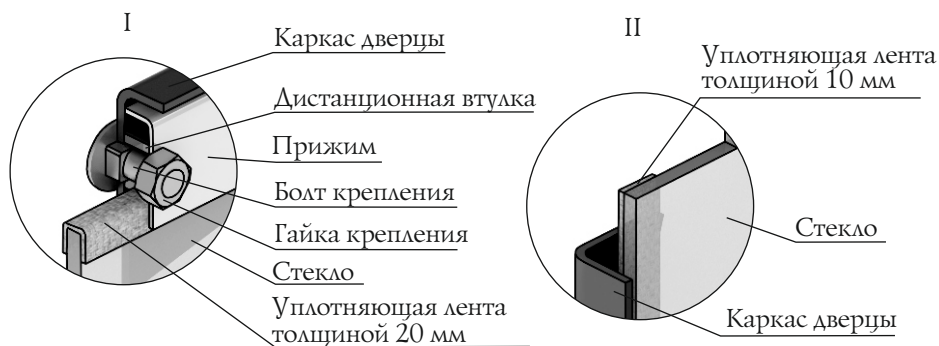 I
Каркас дверцы
Дистанционная втулка
Прижим
Болт крепления
Гайка крепления
Стекло
Уплотняющая лента
толщиной 20 мм
II
Уплотняющая лента
толщиной 10 мм
Стекло
Каркас дверцы